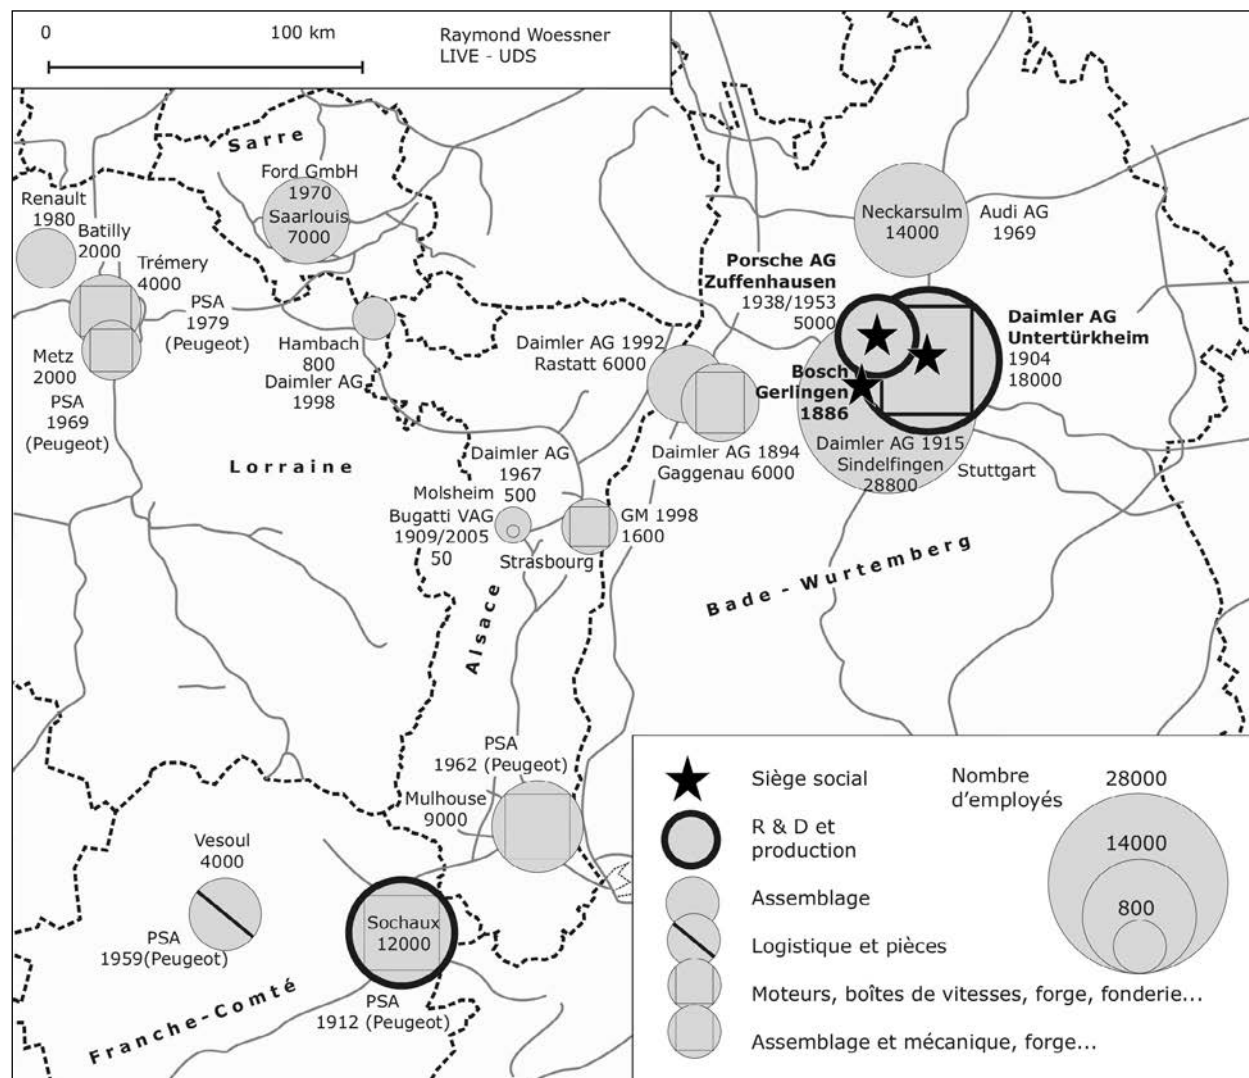 0
100 km
Raymond Woessner
LIVE - UDS
Sarre
Ford GmbH
1970
Saarlouis
7000
Renault
1980
Batilly
2000
Trémery
4000
PSA
1979
(Peugeot)
Metz
2000
PSA
1969
(Peugeot)
Hambach
800
Daimler AG
1998
Lorraine
Neckarsulm
14000
Audi AG
1969
Porsche AG
Zuffenhausen
1938/1953
5000
Daimler AG
Untertürkheim
1904
18000
Bosch
Gerlingen
1886
Daimler AG 1915
Sindelfingen
28800
Stuttgart
Daimler AG 1992
Rastatt 6000
Daimler AG 1894
Gaggenau 6000
Daimler AG
1967
500
Molsheim
Bugatti VAG
1909/2005
50
GM 1998
1600
Strasbourg
Alsace
Bade - Wurtemberg
PSA
1962 (Peugeot)
Mulhouse
9000
Vesoul
4000
PSA
1959(Peugeot)
Sochaux
12000
PSA
1912 (Peugeot)
Franche-Comté
Siège social
R & D et
production
Assemblage
Logistique et pièces
Moteurs, boîtes de vitesses, forge, fonderie...
Assemblage et mécanique, forge...
Nombre
d'employés
28000
14000
800